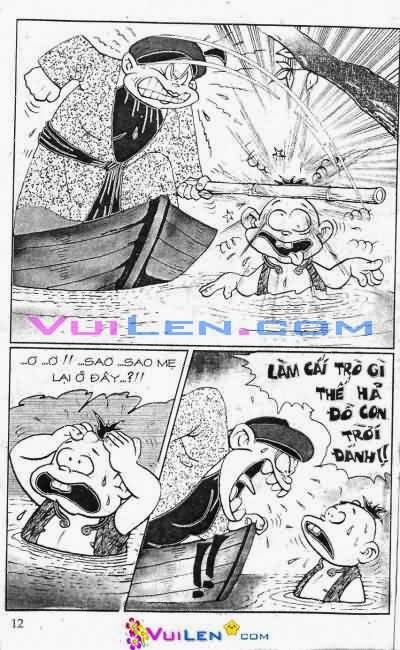 VuiLen.com
...Ơ ...Ơ !! ...SAO ...SAO MẸ
LẠI Ở ĐÂY...?!!
LÀM CÁI TRÒ GÌ
THẾ HẢ
ĐỒ CON
TRỜI
ĐÁNH!!
!!
12
VuiLen.com